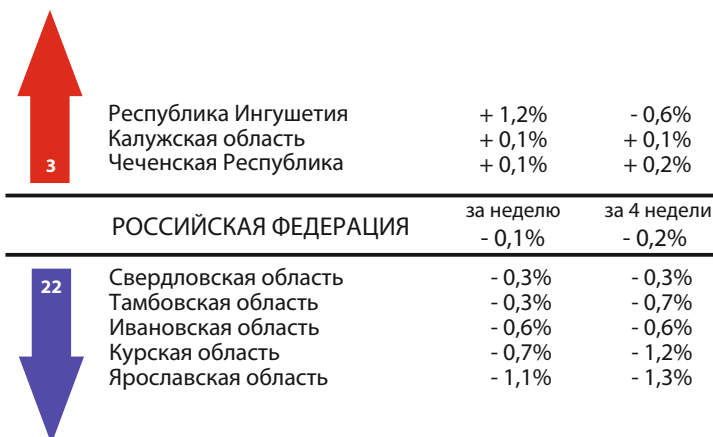 Республика Ингушетия + 1,2% - 0,6%
Калужская область + 0,1% + 0,1%
3 Чеченская Республика + 0,1% + 0,2%
за неделю за 4 недели
РОССИЙСКАЯ ФЕДЕРАЦИЯ - 0,1% - 0,2%
22 Свердловская область - 0,3% - 0,3%
Тамбовская область - 0,3% - 0,7%
Ивановская область - 0,6% - 0,6%
Курская область - 0,7% - 1,2%
Ярославская область - 1,1% - 1,3%